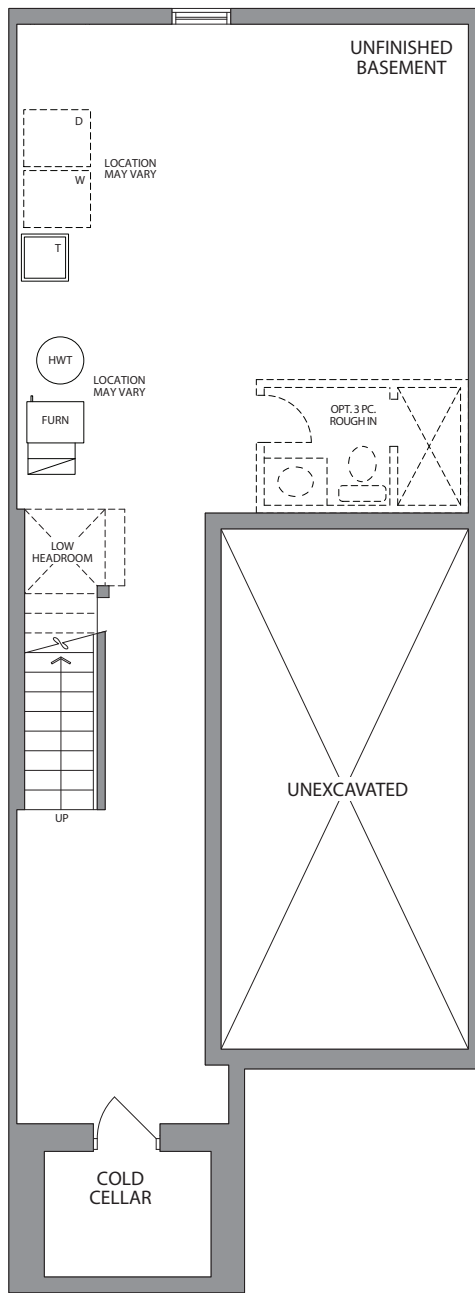 UNFINISHED
BASEMENT
D
LOCATION
MAY VARY
W
T
HWT
LOCATION
MAY VARY
FURN
OPT. 3 PC.
ROUGH IN
LOW
HEADROOM
UNEXCAVATED
UP
COLD
CELLAR